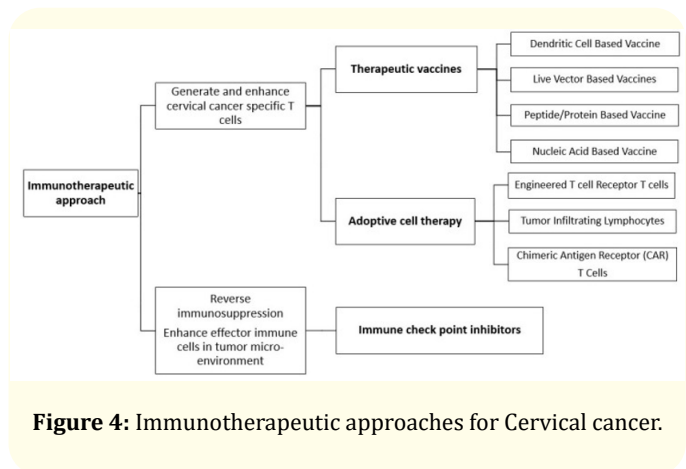 Immunotherapeutic
approach
Generate and enhance
cervical cancer specific T
cells
Therapeutic vaccines
Dendritic Cell Based Vaccine
Live Vector Based Vaccines
Peptide/Protein Based Vaccine
Nucleic Acid Based Vaccine
Adoptive cell therapy
Engineered T cell Receptor T cells
Tumor Infiltrating Lymphocytes
Chimeric Antigen Receptor (CAR)
T Cells
Reverse
immunosuppression
Enhance effector immune
cells in tumor micro-
environment
Immune check point inhibitors
Figure 4: Immunotherapeutic approaches for Cervical cancer.